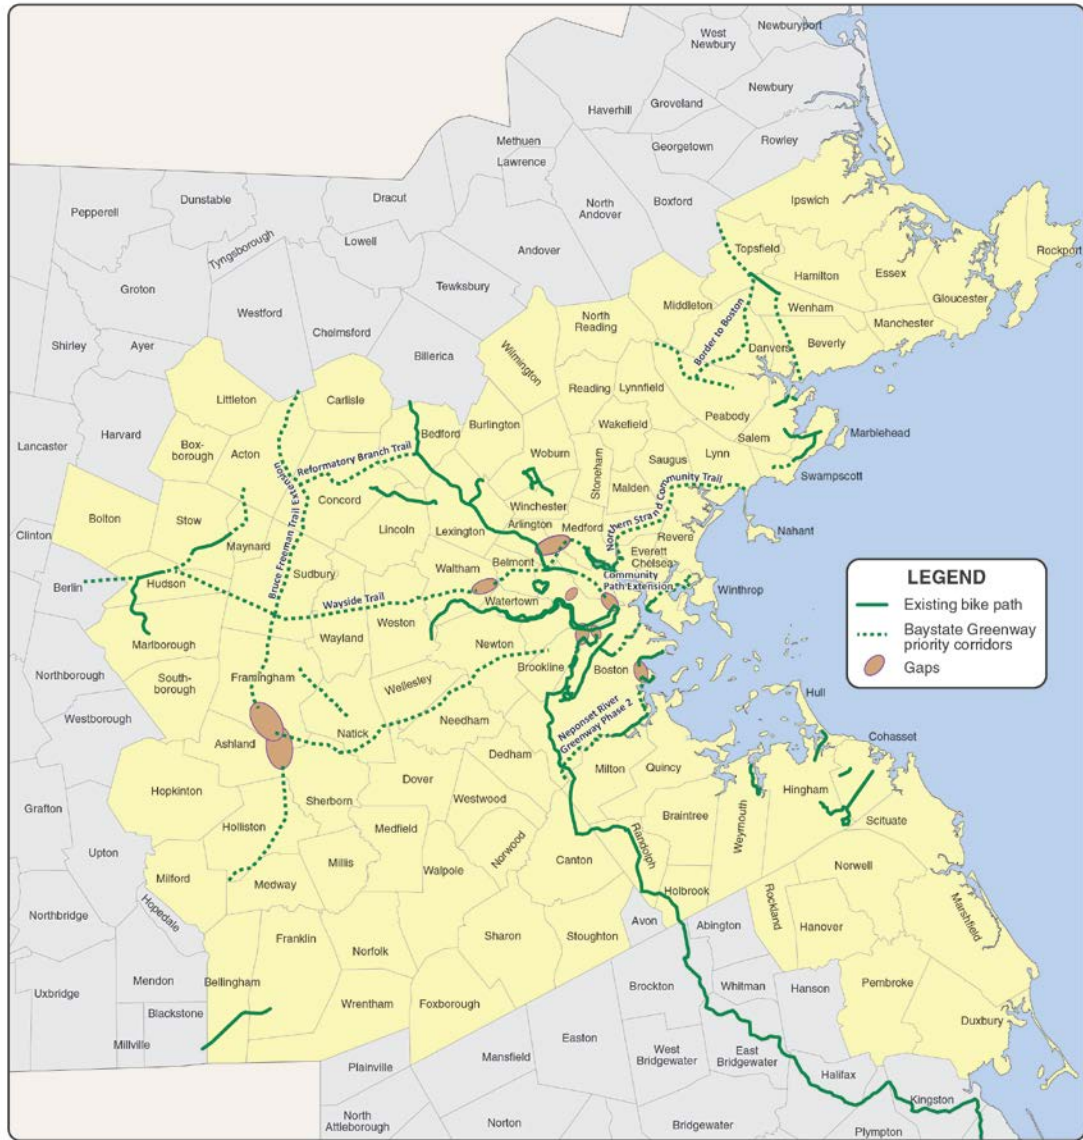 West
Newbury
Newburyport
Newbury
Haverhill
Groveland
Rowley
Methuen
Lawrence
Georgetown
North
Andover
Boxford
Ipswich
Pepperell
Dunstable
Dracut
Tyngsborough
Lowell
Andover
Topsfield
Rockport
Groton
Tewksbury
Hamilton
Essex
Gloucester
Westford
Chelmsford
North
Reading
Middleton
Wenham
Manchester
Shirley
Ayer
Billerica
Wilmington
Border to Boston
Danvers
Beverly
Littleton
Carlisle
Reading
Lynnfield
Harvard
Bedford
Burlington
Wakefield
Peabody
Lancaster
Box-
borough
Acton
Reformatory Branch Trail
Woburn
Stoneham
Salem
Marblehead
Concord
Saugus
Lynn
Malden
Swampscott
Bolton
Stow
Winchester
Clinton
Maynard
Lincoln
Lexington
Arlington
Medford
Northern Strand Community Trail
Revere
Nahant
Bruce Freeman Trail Extension
Everett
Chelsea
Berlin
Hudson
Sudbury
Waltham
Belmont
Community
Path Extension
Winthrop
Wayside Trail
Watertown
Weston
Marlborough
Wayland
Newton
South-
borough
Framingham
Brookline
Boston
Northborough
Wellesley
Westborough
Natick
Needham
Neponset River
Greenway Phase 2
Hull
Ashland
Dedham
Cohasset
Hopkinton
Dover
Milton
Quincy
Sherborn
Westwood
Hingham
Grafton
Holliston
Medfield
Norwood
Braintree
Weymouth
Scituate
Upton
Millis
Walpole
Canton
Randolph
Norwell
Milford
Medway
Holbrook
Rockland
Marshfield
Northbridge
Hopedale
Franklin
Norfolk
Sharon
Stoughton
Avon
Abington
Hanover
Mendon
Bellingham
Uxbridge
Blackstone
Wrentham
Foxborough
Brockton
Whitman
Hanson
Pembroke
Millville
Easton
Duxbury
Plainville
Mansfield
West
Bridgewater
East
Bridgewater
Halifax
Kingston
North
Attleborough
Norton
Bridgewater
Plympton
LEGEND
Existing bike path
Baystate Greenway
priority corridors
Gaps